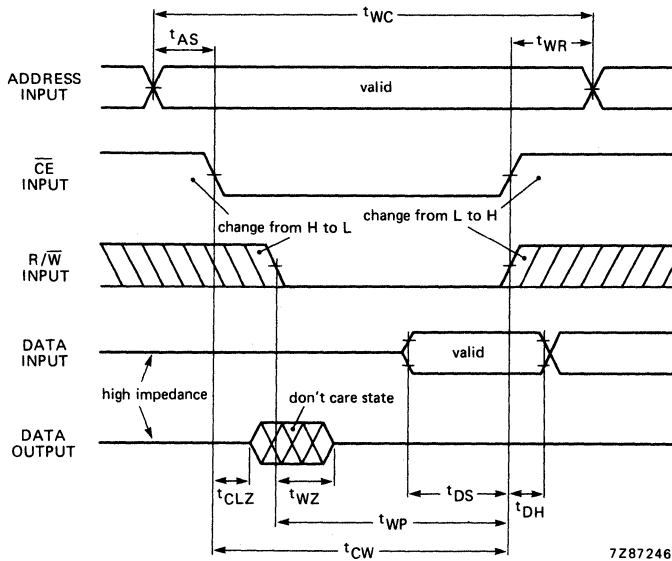 tWC
tAS
tWR
ADDRESS
INPUT
valid
CE
INPUT
change from H to L
change from L to H
R/W
INPUT
DATA
INPUT
valid
high impedance
don't care state
DATA
OUTPUT
tCLZ
tWZ
tDS
tDH
tWP
tCW
7Z87246